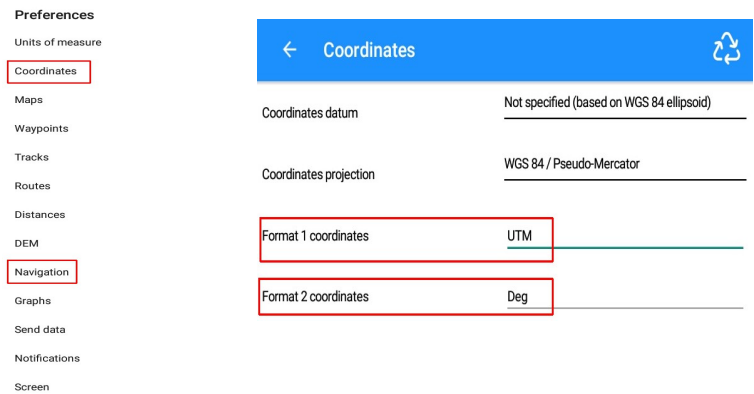 Preferences
Units of measure
Coordinates
Maps
Waypoints
Tracks
Routes
Distances
DEM
Navigation
Graphs
Send data
Notifications
Screen
Coordinates
Coordinates datum
Not specified (based on WGS 84 ellipsoid)
Coordinates projection
WGS 84 / Pseudo-Mercator
Format 1 coordinates
UTM
Format 2 coordinates
Deg